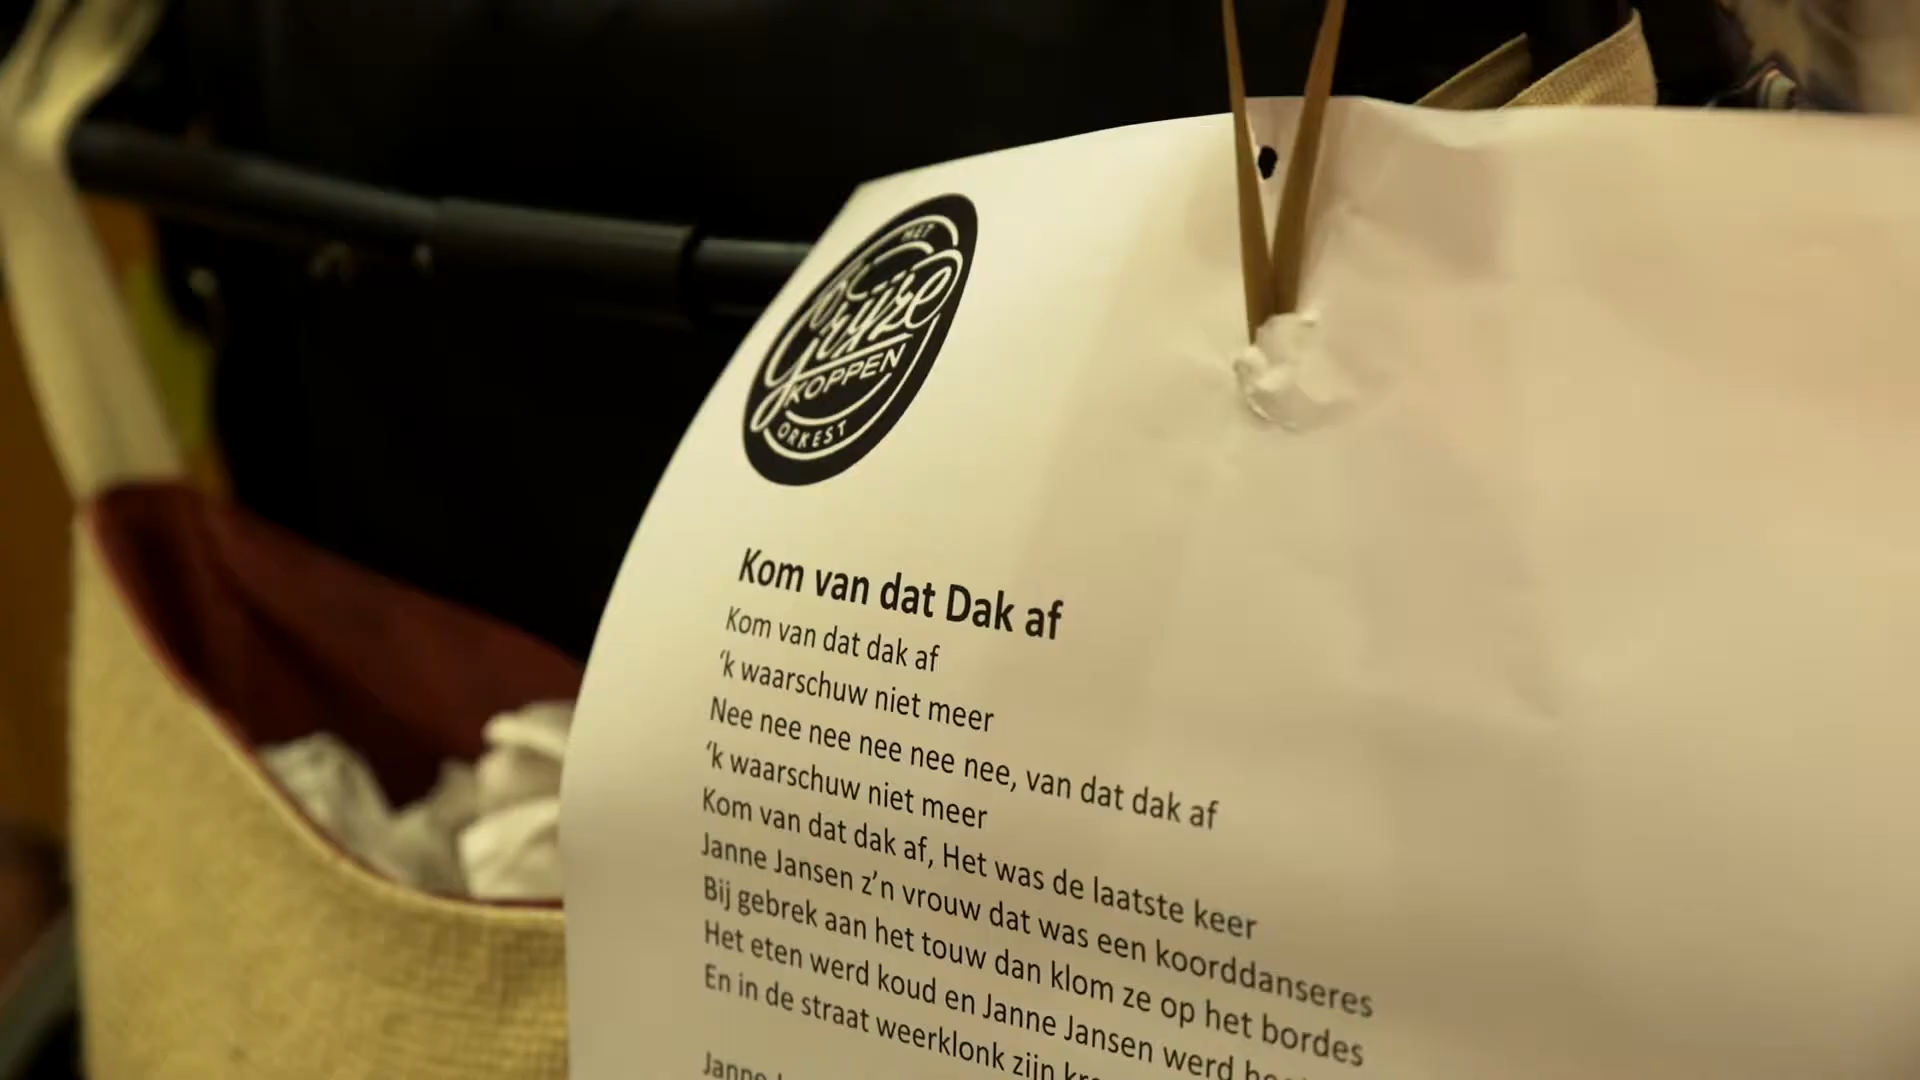 HET
Grijze
KOPPEN
ORKEST
Kom van dat Dak af
Kom van dat dak af
‘k waarschuw niet meer
Nee nee nee nee nee nee, van dat dak af
‘k waarschuw niet meer
Kom van dat dak af, Het was de laatste keer
Janne Jansen z’n vrouw dat was een koorddanseres
Bij gebrek aan het touw dan klom ze op het bordes
Het eten werd koud en Janne Jansen werd
En in de straat weerklonk zijn
Janne